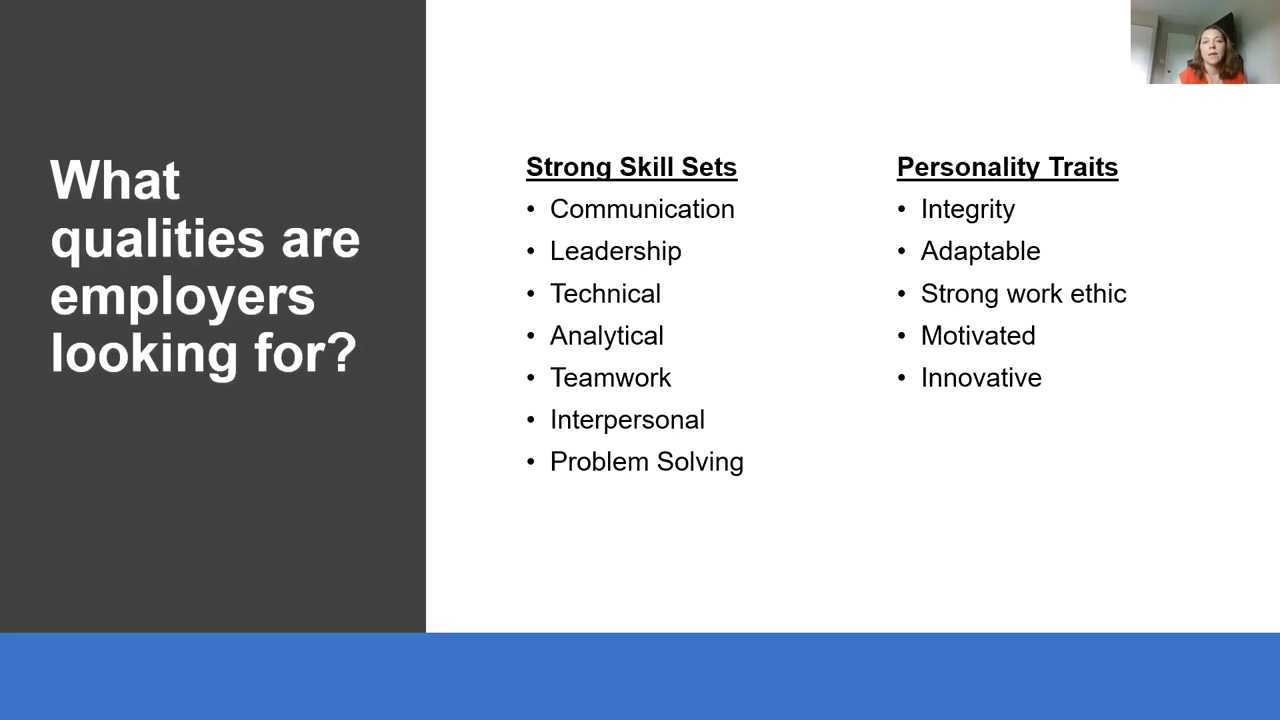 What
qualities are
employers
looking for?
Strong Skill Sets
• Communication
• Leadership
• Technical
• Analytical
• Teamwork
• Interpersonal
• Problem Solving
Personality Traits
• Integrity
• Adaptable
• Strong work ethic
• Motivated
• Innovative